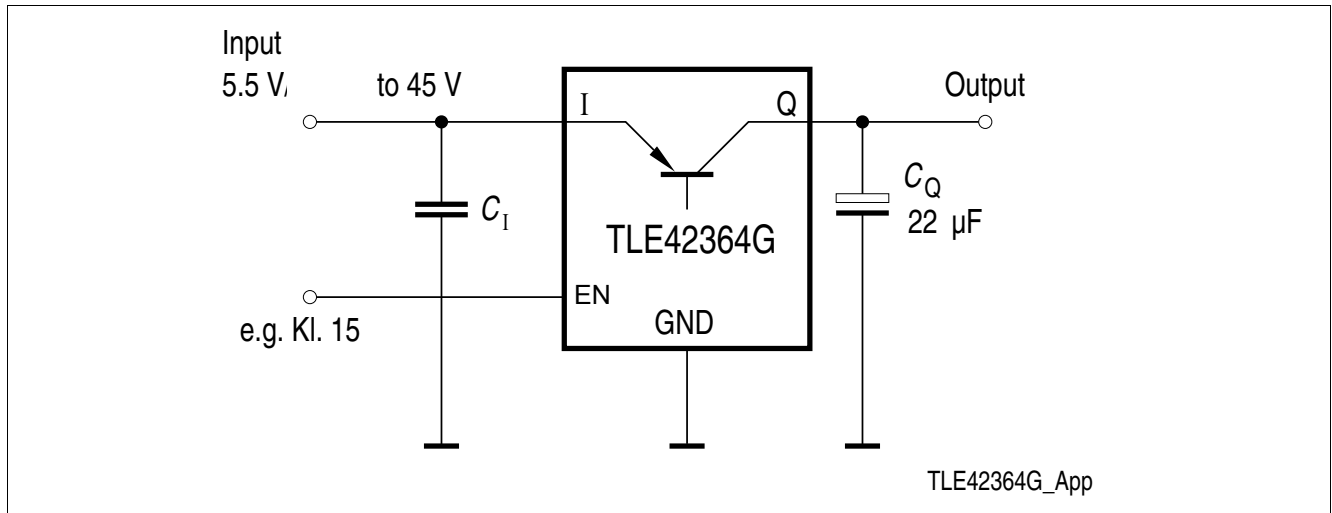 Input
5.5 V, to 45 V
I
Q
Output
C_I
C_Q
22 µF
TLE42364G
EN
GND
e.g. Kl. 15
TLE42364G_App